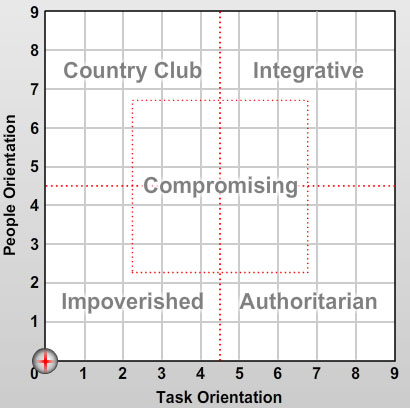 9
8
Country Club Integrative
7
6
5
Compromising
4
3
2
Impoverished Authoritarian
1
0 1 2 3 4 5 6 7 8 9
People Orientation
Task Orientation